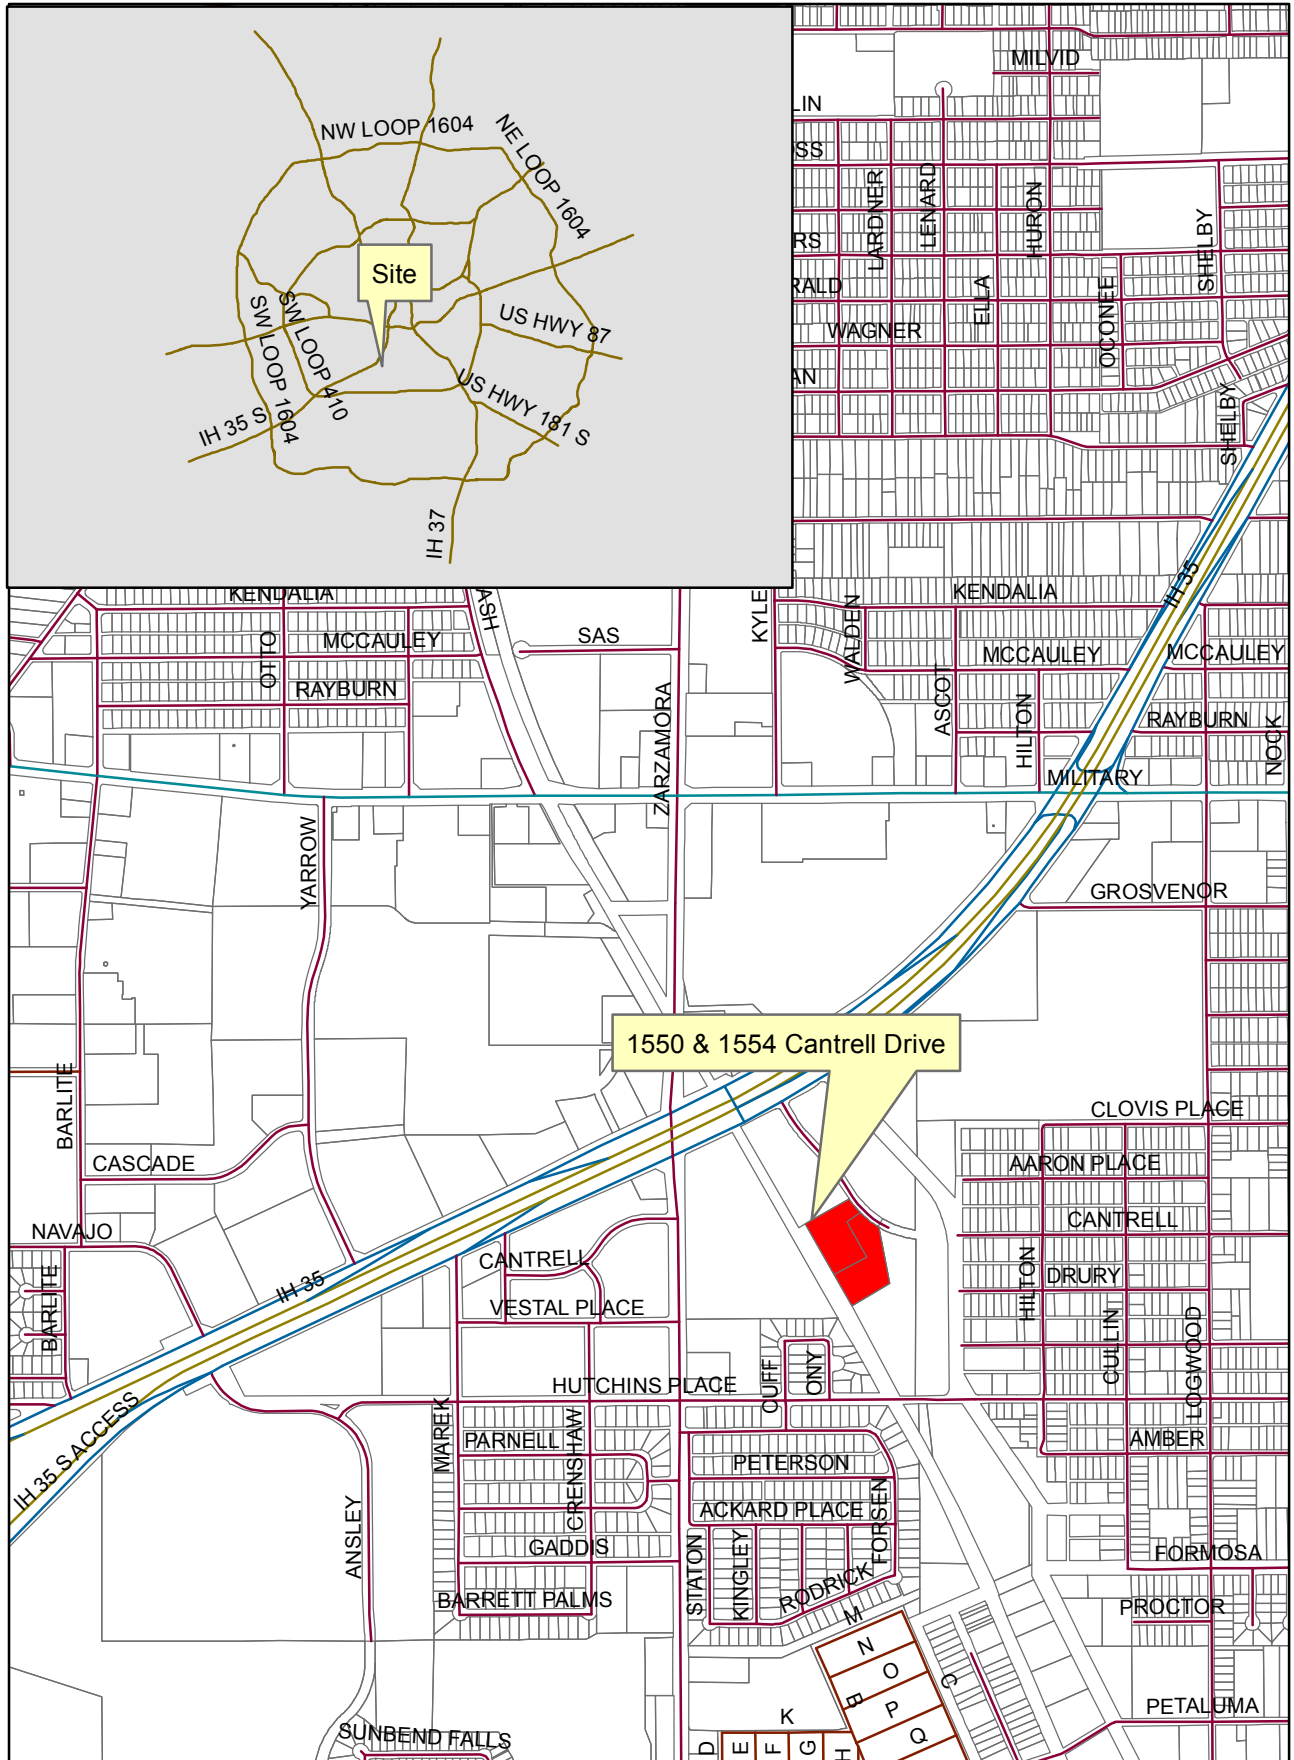 NW LOOP 1604
NE LOOP 1604
Site
SW LOOP 410
SW LOOP 1604
US HWY 87
US HWY 181 S
IH 35 S
IH 37
MILVID
LIN
SS
LARDNER
LENARD
HURON
SHELBY
RS
RALD
ELLA
OCONEE
WAGNER
AN
SHELBY
IH 35
KENDALIA
ASH
KYLE
WALDEN
KENDALIA
OTTO
MCCAULEY
SAS
MCCAULEY
MCCAULEY
RAYBURN
ZARZAMORA
ASCOT
HILTON
RAYBURN
NOCK
MILITARY
YARROW
GROSVENOR
1550 & 1554 Cantrell Drive
BARLITE
CLOVIS PLACE
CASCADE
AARON PLACE
NAVAJO
CANTRELL
CANTRELL
BARLITE
IH 35
HILTON
DRURY
VESTAL PLACE
CULLIN
LOGWOOD
CUFF
ONY
HUTCHINS PLACE
IH 35 S ACCESS
MAREK
PARNELL
CRENSHAW
AMBER
PETERSON
ACKARD PLACE
FORSEN
ANSLEY
GADDIS
STATON
KINGLEY
FORMOSA
RODRICK
BARRETT PALMS
PROCTOR
M
N
O
C
B
P
PETALUMA
K
Q
SUNBEND FALLS
D
E
F
G
H